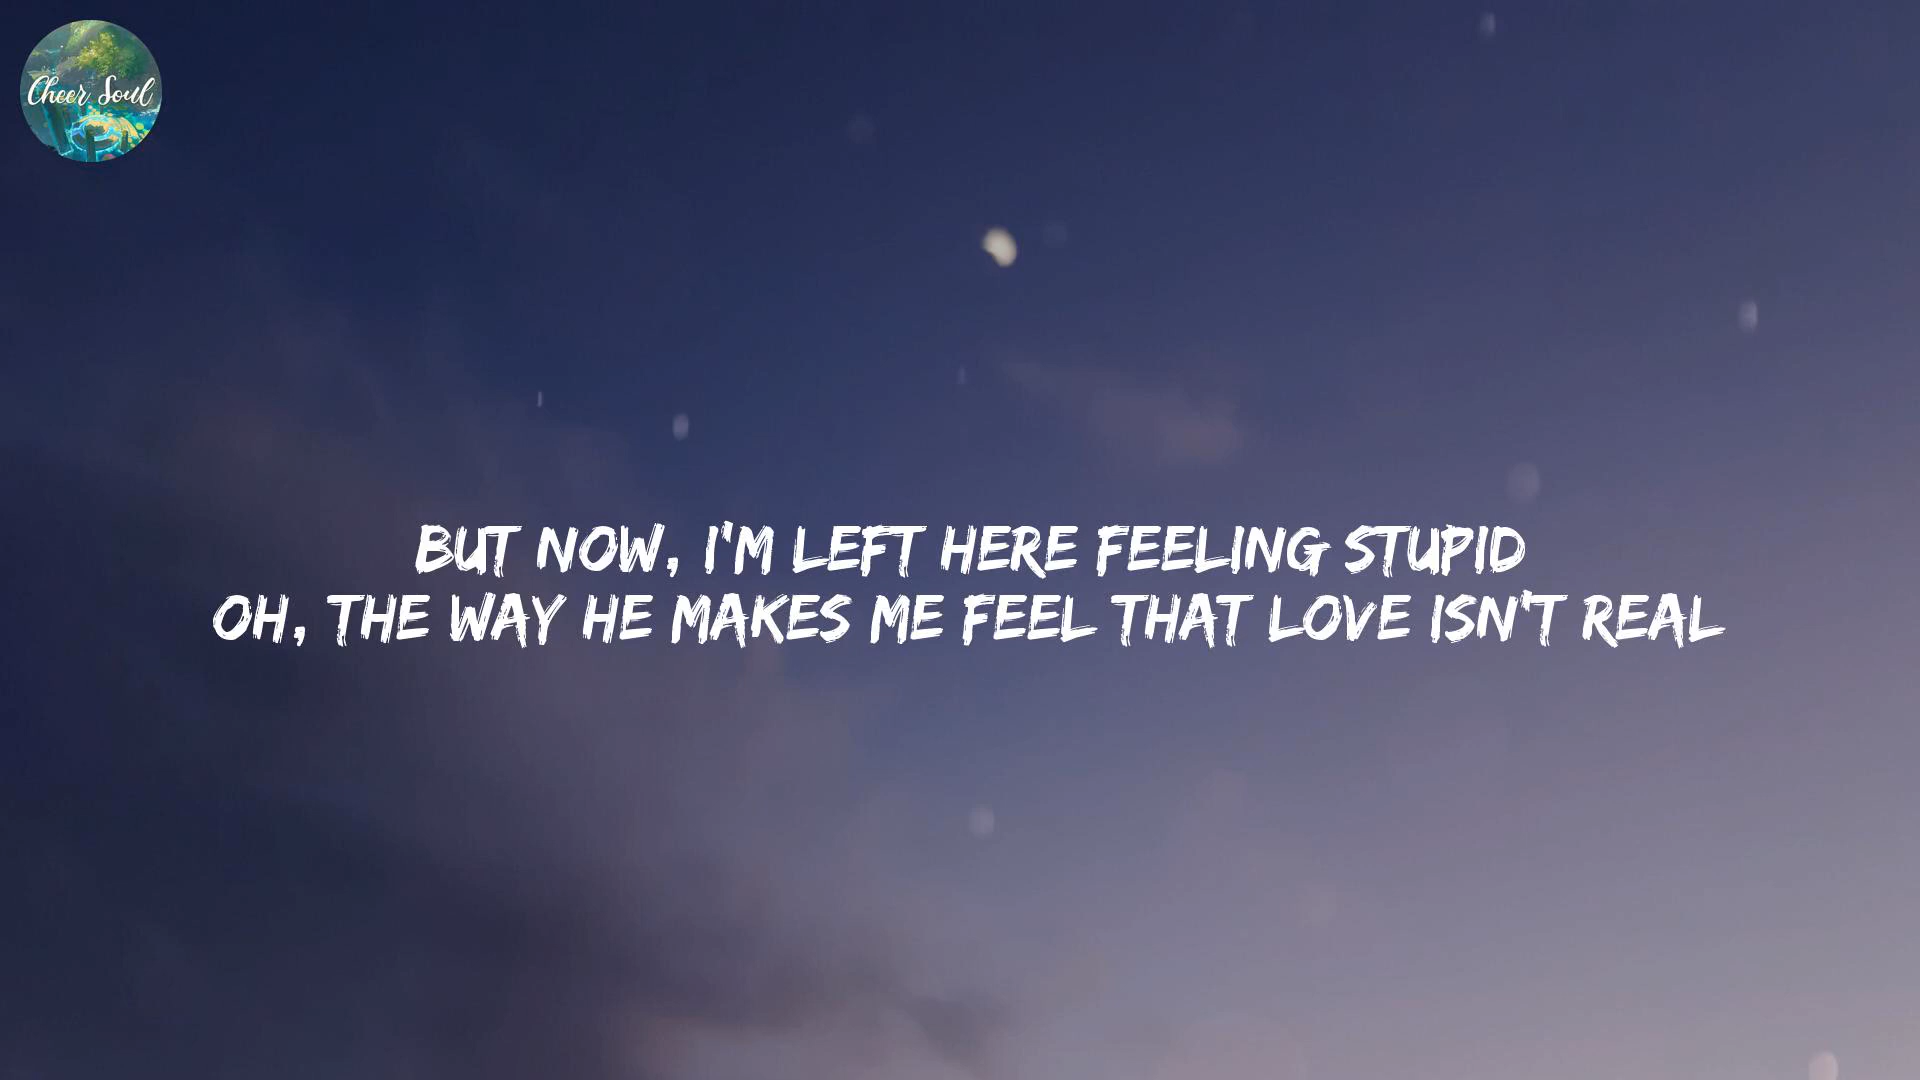 Cheer Soul
BUT NOW, I'M LEFT HERE FEELING STUPID
OH, THE WAY HE MAKES ME FEEL THAT LOVE ISN'T REAL